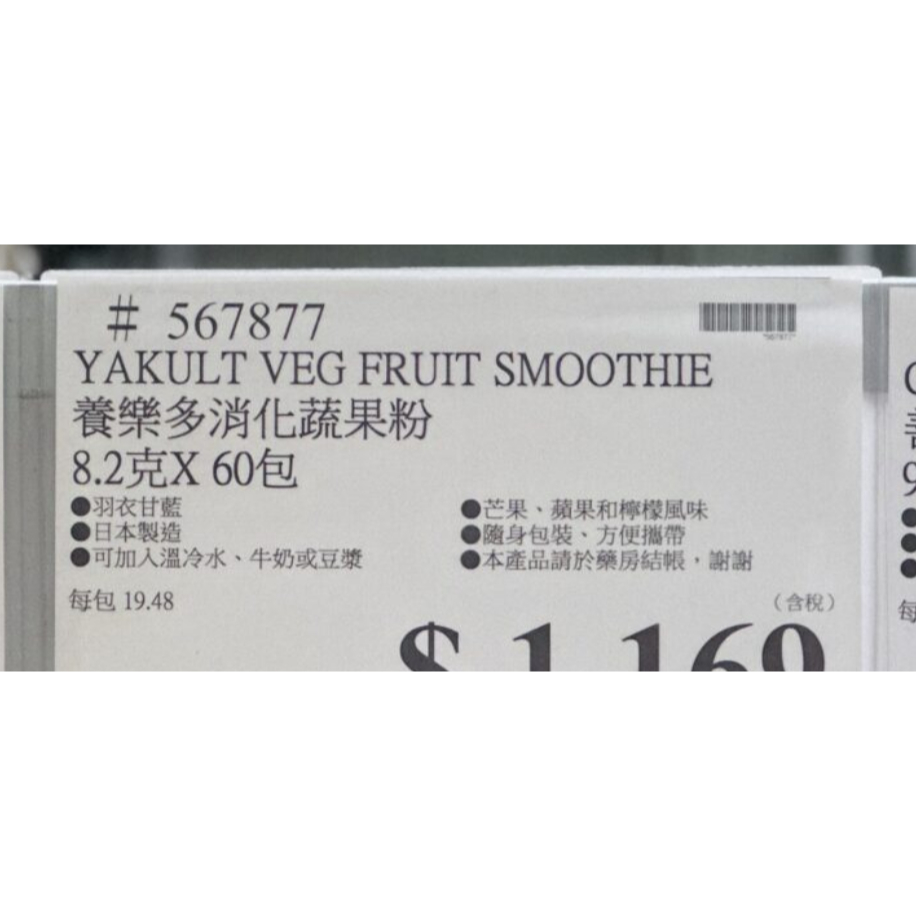 # 567877
YAKULT VEG FRUIT SMOOTHIE
養樂多消化蔬果粉
8.2克X 60包
●羽衣甘藍
●日本製造
●可加入溫冷水、牛奶或豆漿
●芒果、蘋果和檸檬風味
●隨身包裝、方便攜帶
●本產品請於藥房結帳，謝謝
每包 19.48
（含稅）
$ 1,169